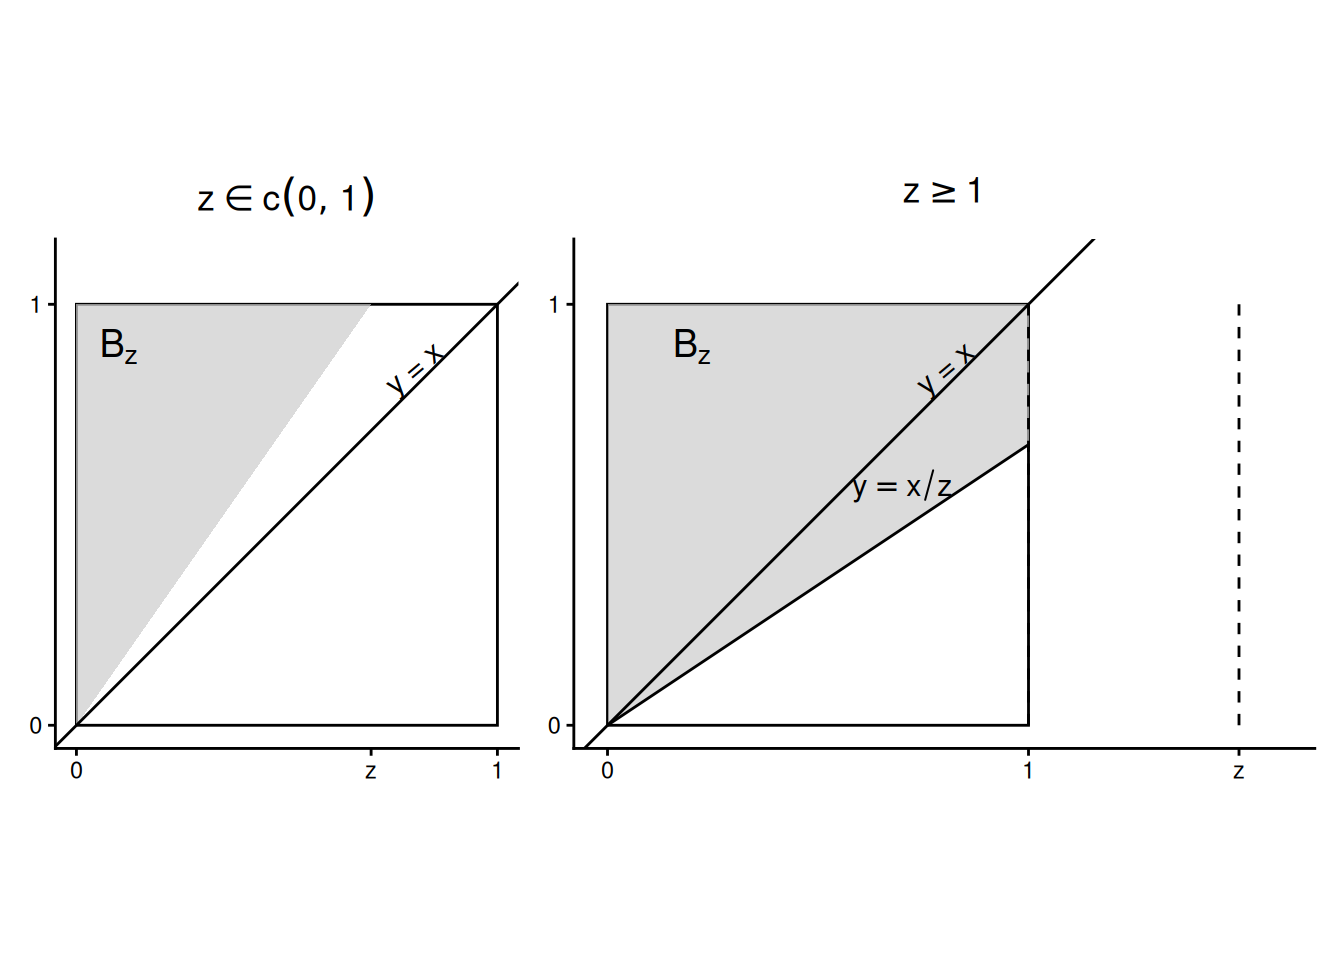 z ∈ c(0, 1)
1
B_z
y = x
0
0 z 1
z ≥ 1
1
B_z
y = x
y = x/z
0
0 1 z